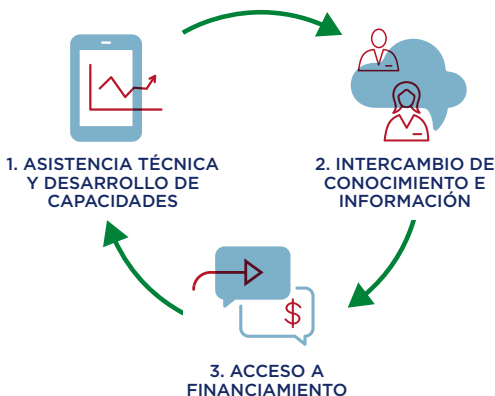 1. ASISTENCIA TÉCNICA
Y DESARROLLO DE
CAPACIDADES
2. INTERCAMBIO DE
CONOCIMIENTO E
INFORMACIÓN
$
3. ACCESO A
FINANCIAMIENTO